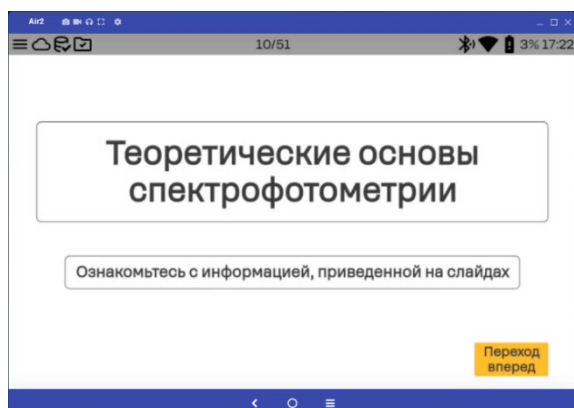 Air2
10/51
3% 17:22
Теоретические основы
спектрофотометрии
Ознакомьтесь с информацией, приведенной на слайдах
Переход
вперед